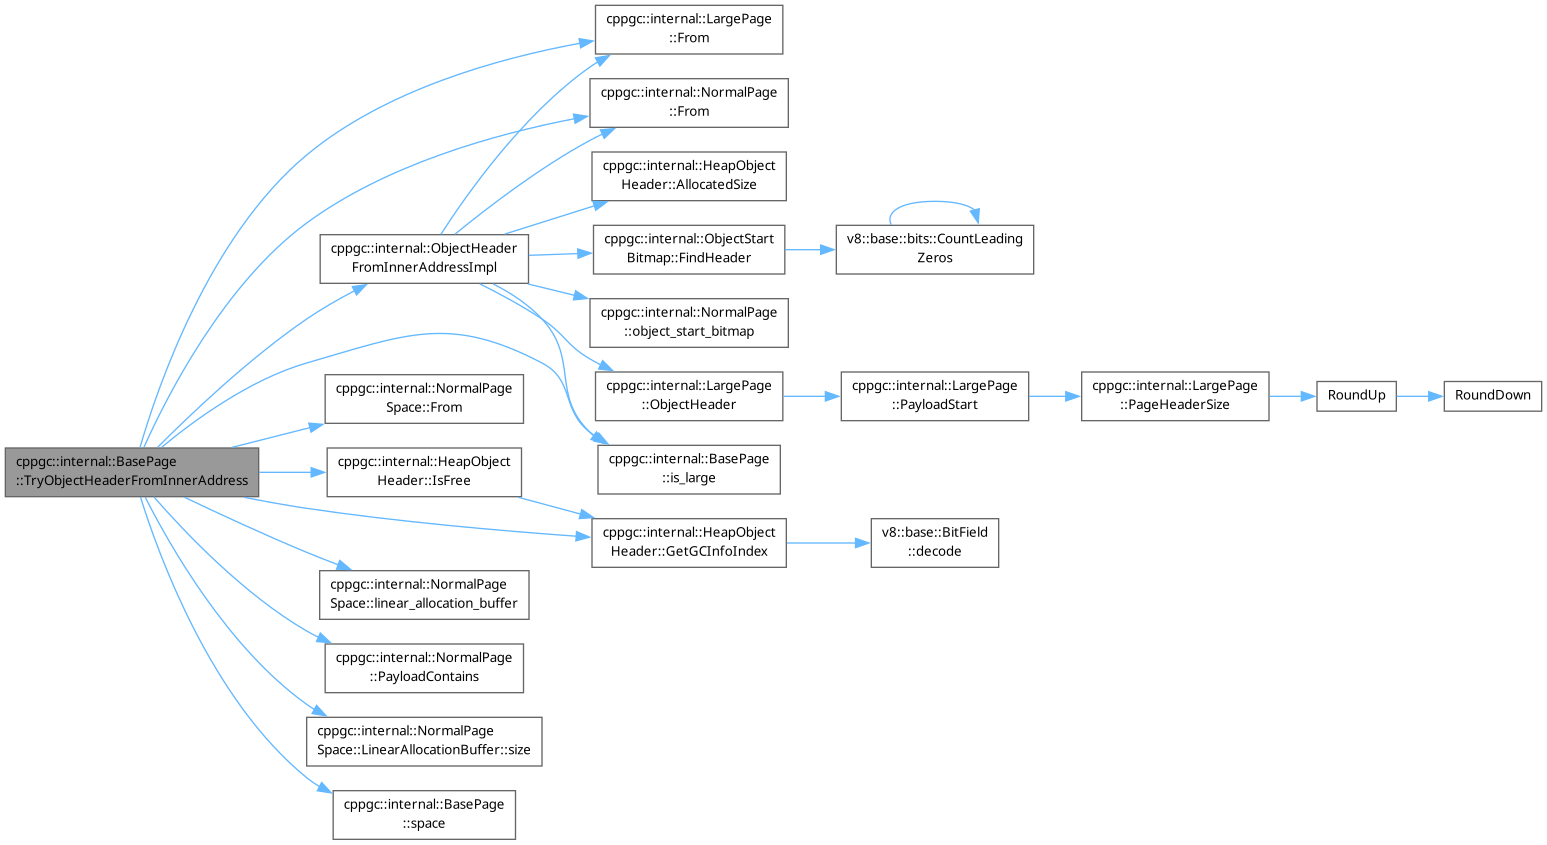 cppgc::internal::LargePage
::From
cppgc::internal::NormalPage
::From
cppgc::internal::HeapObject
Header::AllocatedSize
cppgc::internal::ObjectHeader
FromInnerAddressImpl
cppgc::internal::ObjectStart
Bitmap::FindHeader
v8::base::bits::CountLeading
Zeros
cppgc::internal::NormalPage
::object_start_bitmap
cppgc::internal::NormalPage
Space::From
cppgc::internal::LargePage
::ObjectHeader
cppgc::internal::LargePage
::PayloadStart
cppgc::internal::LargePage
::PageHeaderSize
RoundUp
RoundDown
cppgc::internal::BasePage
::TryObjectHeaderFromInnerAddress
cppgc::internal::HeapObject
Header::IsFree
cppgc::internal::BasePage
::is_large
cppgc::internal::HeapObject
Header::GetGCInfoIndex
v8::base::BitField
::decode
cppgc::internal::NormalPage
Space::linear_allocation_buffer
cppgc::internal::NormalPage
::PayloadContains
cppgc::internal::NormalPage
Space::LinearAllocationBuffer::size
cppgc::internal::BasePage
::space